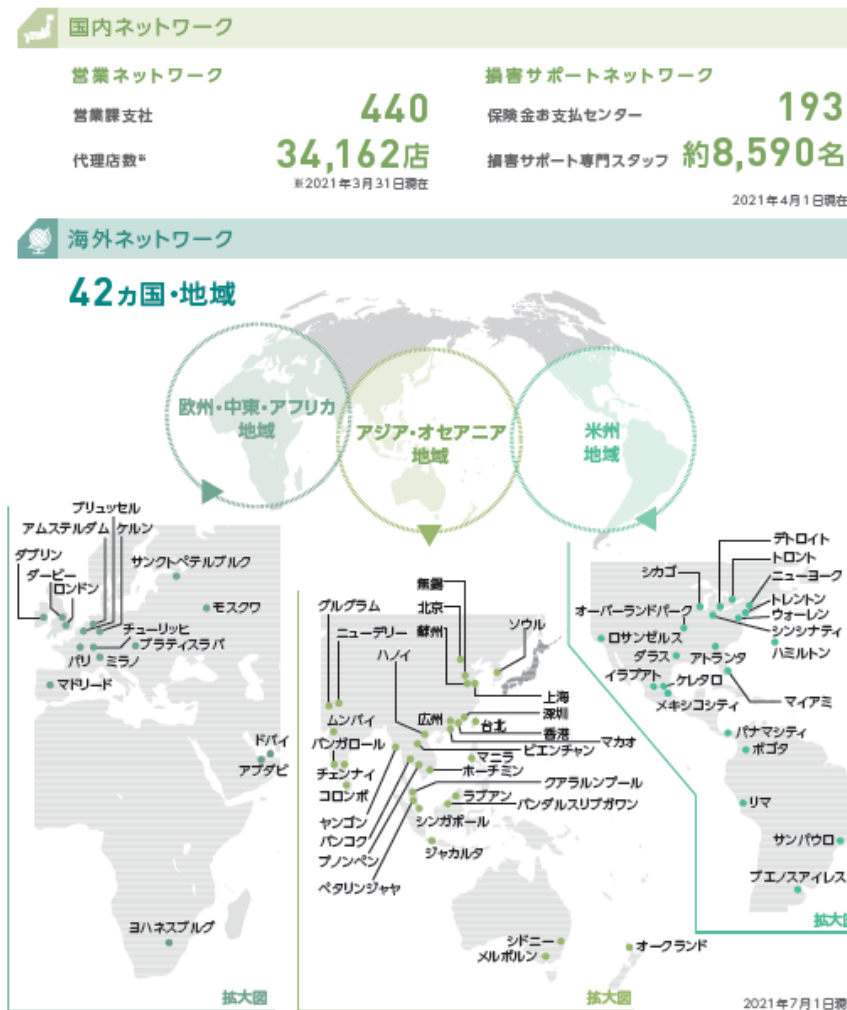 国内ネットワーク
営業ネットワーク
営業課支社 440
代理店数※ 34,162店
※2021年3月31日現在
損害サポートネットワーク
保険金お支払センター 193
損害サポート専門スタッフ 約8,590名
2021年4月1日現在
海外ネットワーク
42ヵ国・地域
欧州・中東・アフリカ
地域
アジア・オセアニア
地域
米州
地域
ブリュッセル
アムステルダム
ケルン
ダブリン
ダービー
ロンドン
サンクトペテルブルク
モスクワ
チューリッヒ
ブラティスラバ
パリ
ミラノ
マドリード
ドバイ
アブダビ
ヨハネスブルグ
拡大図
無錫
グルグラム
北京
ニューデリー
蘇州
ソウル
ハノイ
上海
深圳
ムンバイ
広州
台北
香港
マカオ
バンガロール
ビエンチャン
マニラ
チェンナイ
ホーチミン
クアラルンプール
コロンボ
ラブアン
バンダルスリブガワン
ヤンゴン
シンガポール
バンコク
プノンペン
ジャカルタ
ペタリンジャヤ
シドニー
メルボルン
オークランド
拡大図
デトロイト
シカゴ
トロント
ニューヨーク
オーバーランドパーク
トレントン
ウォーレン
ロサンゼルス
シンシナティ
ダラス
アトランタ
ハミルトン
イラプアト
ケレタロ
メキシコシティ
マイアミ
パナマシティ
ボゴタ
リマ
サンパウロ
ブエノスアイレス
拡大図
2021年7月1日現